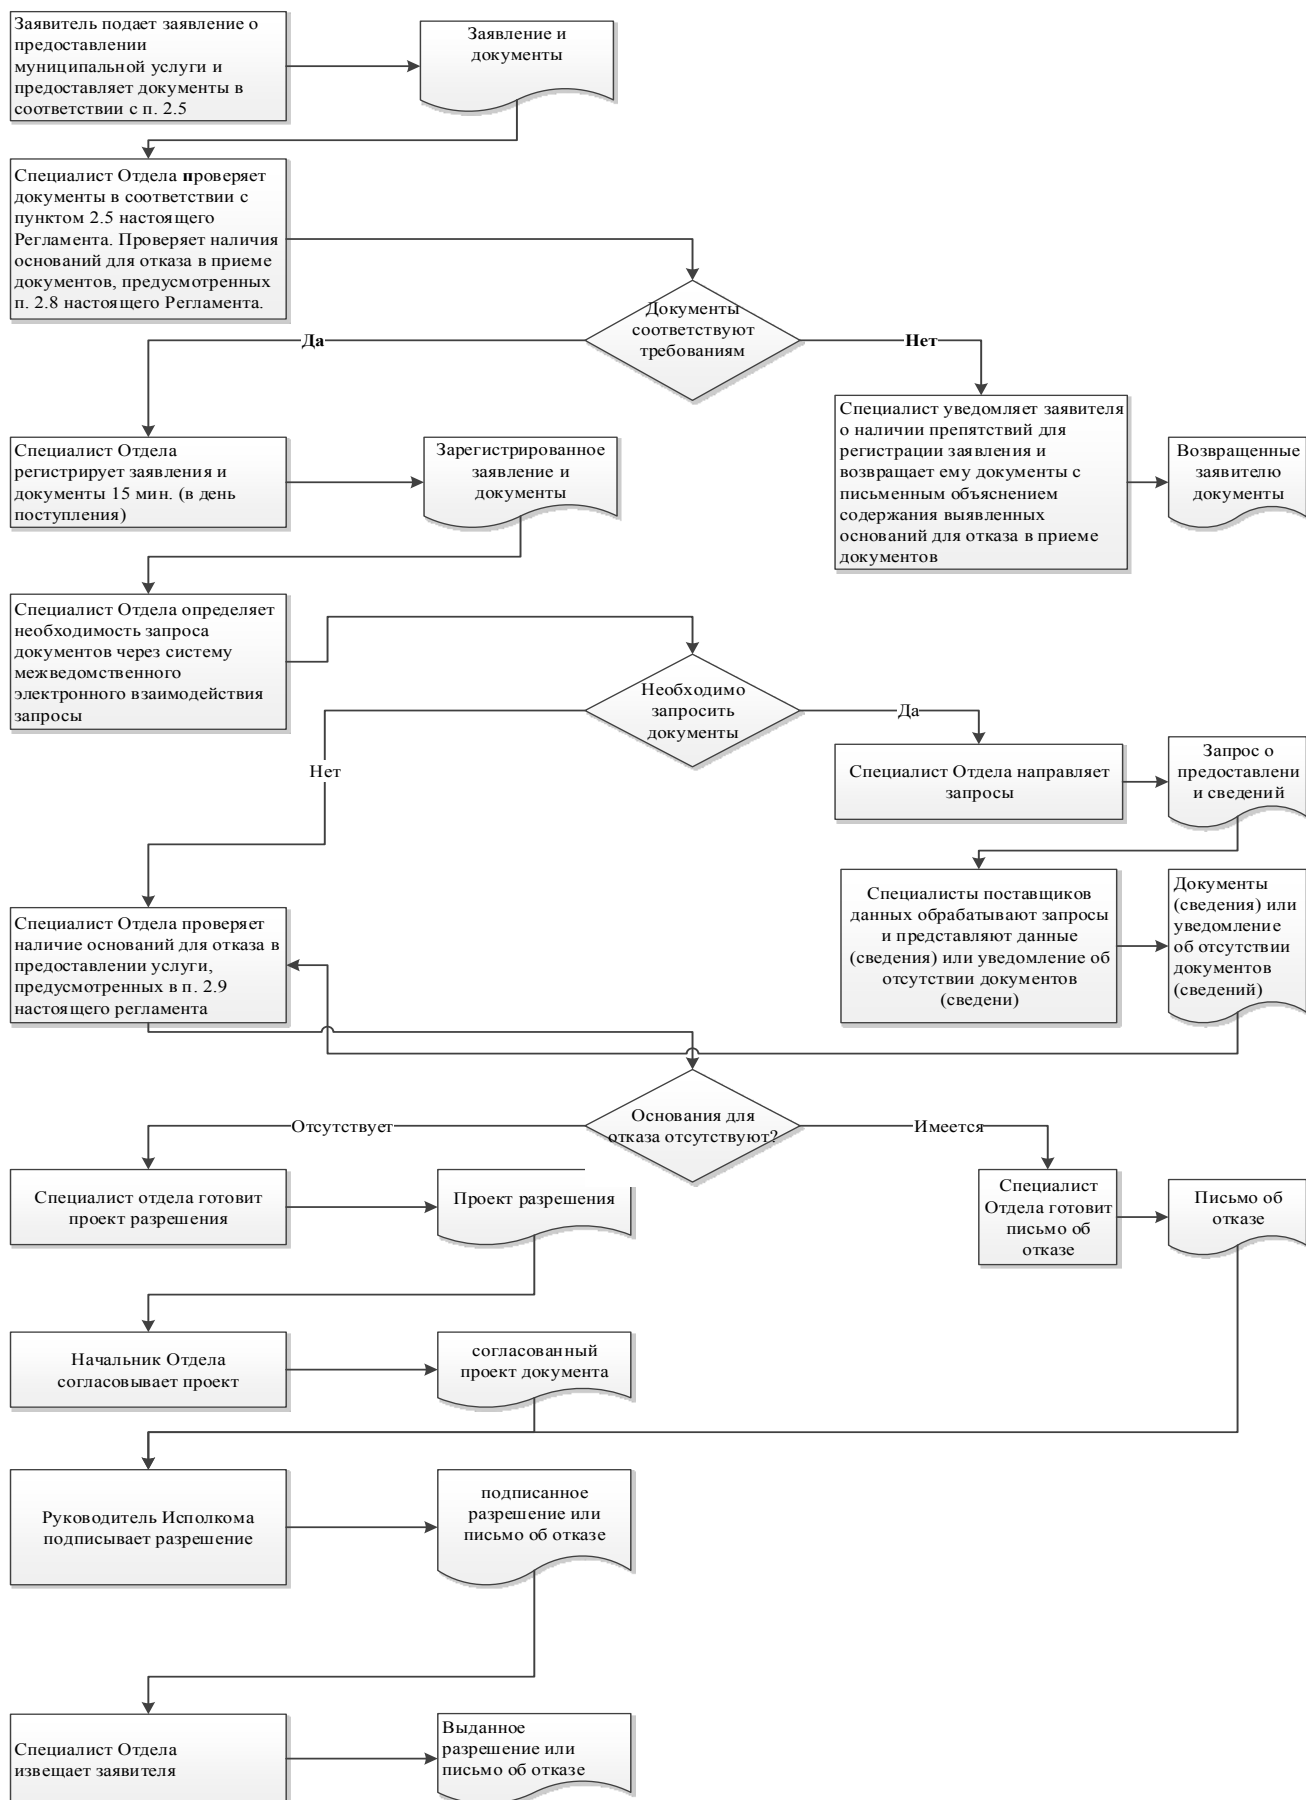 Заявитель подает заявление о
предоставлении
муниципальной услуги и
предоставляет документы в
соответствии с п. 2.5
Заявление и
документы
Специалист Отдела проверяет
документы в соответствии с
пунктом 2.5 настоящего
Регламента. Проверяет наличия
оснований для отказа в приеме
документов, предусмотренных
п. 2.8 настоящего Регламента.
Документы
соответствуют
требованиям
Да
Нет
Специалист Отдела
регистрирует заявления и
документы 15 мин. (в день
поступления)
Зарегистрированное
заявление и
документы
Специалист уведомляет заявителя
о наличии препятствий для
регистрации заявления и
возвращает ему документы с
письменным объяснением
содержания выявленных
оснований для отказа в приеме
документов
Возвращенные
заявителю
документы
Специалист Отдела определяет
необходимость запроса
документов через систему
межведомственного
электронного взаимодействия
запросы
Необходимо
запросить
документы
Да
Нет
Специалист Отдела направляет
запросы
Запрос о
предоставлени
и сведений
Специалисты поставщиков
данных обрабатывают запросы
и представляют данные
(сведения) или уведомление об
отсутствии документов
(сведени)
Документы
(сведения) или
уведомление
об отсутствии
документов
(сведений)
Специалист Отдела проверяет
наличие оснований для отказа в
предоставлении услуги,
предусмотренных в п. 2.9
настоящего регламента
Основания для
отказа отсутствуют?
Отсутствует
Имеется
Специалист отдела готовит
проект разрешения
Проект разрешения
Специалист
Отдела готовит
письмо об
отказе
Письмо об
отказе
Начальник Отдела
согласовывает проект
согласованный
проект документа
Руководитель Исполкома
подписывает разрешение
подписанное
разрешение или
письмо об отказе
Специалист Отдела
извещает заявителя
Выданное
разрешение или
письмо об отказе